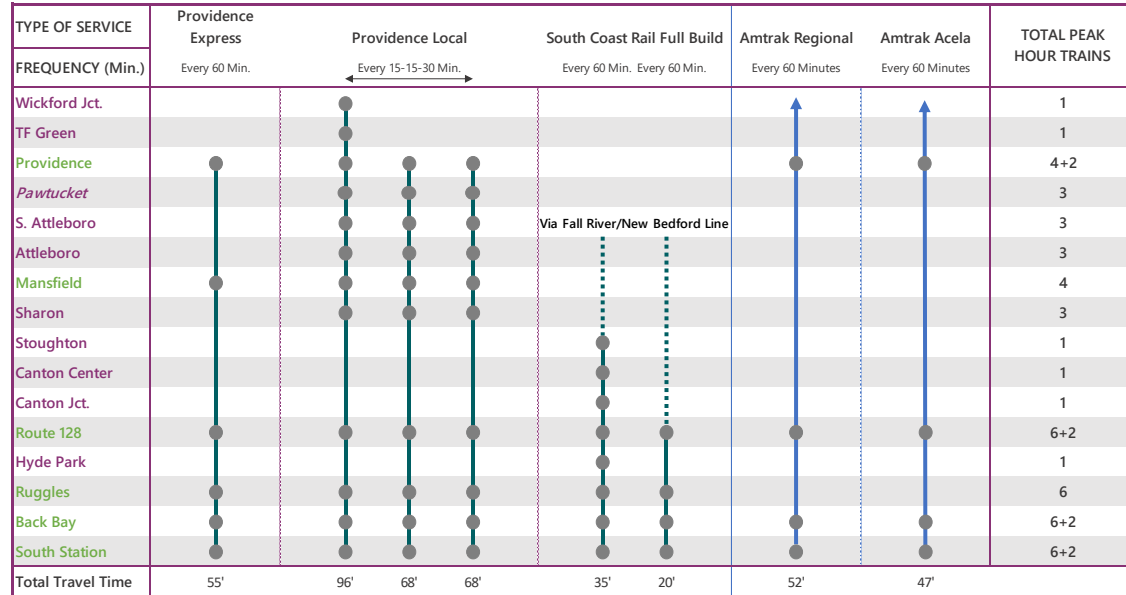 TYPE OF SERVICE
Providence
Express
Providence Local
South Coast Rail Full Build
Amtrak Regional
Amtrak Acela
TOTAL PEAK
HOUR TRAINS
FREQUENCY (Min.)
Every 60 Min.
Every 15-15-30 Min.
Every 60 Min. Every 60 Min.
Every 60 Minutes
Every 60 Minutes
Wickford Jct. 1
TF Green 1
Providence 4+2
Pawtucket 3
S. Attleboro Via Fall River/New Bedford Line 3
Attleboro 3
Mansfield 4
Sharon 3
Stoughton 1
Canton Center 1
Canton Jct. 1
Route 128 6+2
Hyde Park 1
Ruggles 6
Back Bay 6+2
South Station 6+2
Total Travel Time 55' 96' 68' 68' 35' 20' 52' 47'